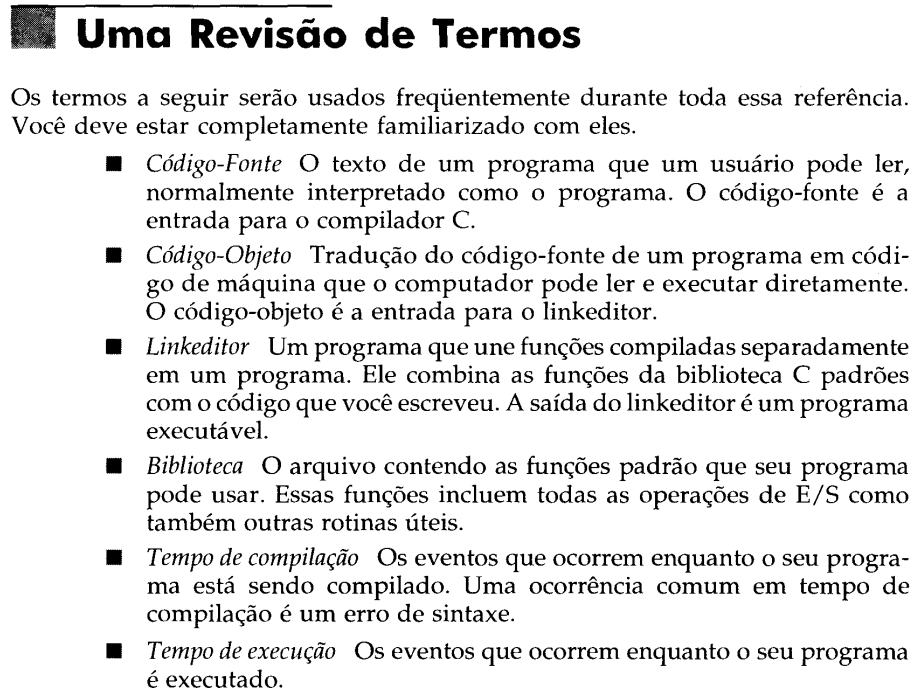 Uma Revisão de Termos
Os termos a seguir serão usados freqüentemente durante toda essa referência.
Você deve estar completamente familiarizado com eles.
■ Código-Fonte O texto de um programa que um usuário pode ler,
normalmente interpretado como o programa. O código-fonte é a
entrada para o compilador C.
■ Código-Objeto Tradução do código-fonte de um programa em códi-
go de máquina que o computador pode ler e executar diretamente.
O código-objeto é a entrada para o linkeditor.
■ Linkeditor Um programa que une funções compiladas separadamente
em um programa. Ele combina as funções da biblioteca C padrões
com o código que você escreveu. A saída do linkeditor é um programa
executável.
■ Biblioteca O arquivo contendo as funções padrão que seu programa
pode usar. Essas funções incluem todas as operações de E/S como
também outras rotinas úteis.
■ Tempo de compilação Os eventos que ocorrem enquanto o seu progra-
ma está sendo compilado. Uma ocorrência comum em tempo de
compilação é um erro de sintaxe.
■ Tempo de execução Os eventos que ocorrem enquanto o seu programa
é executado.